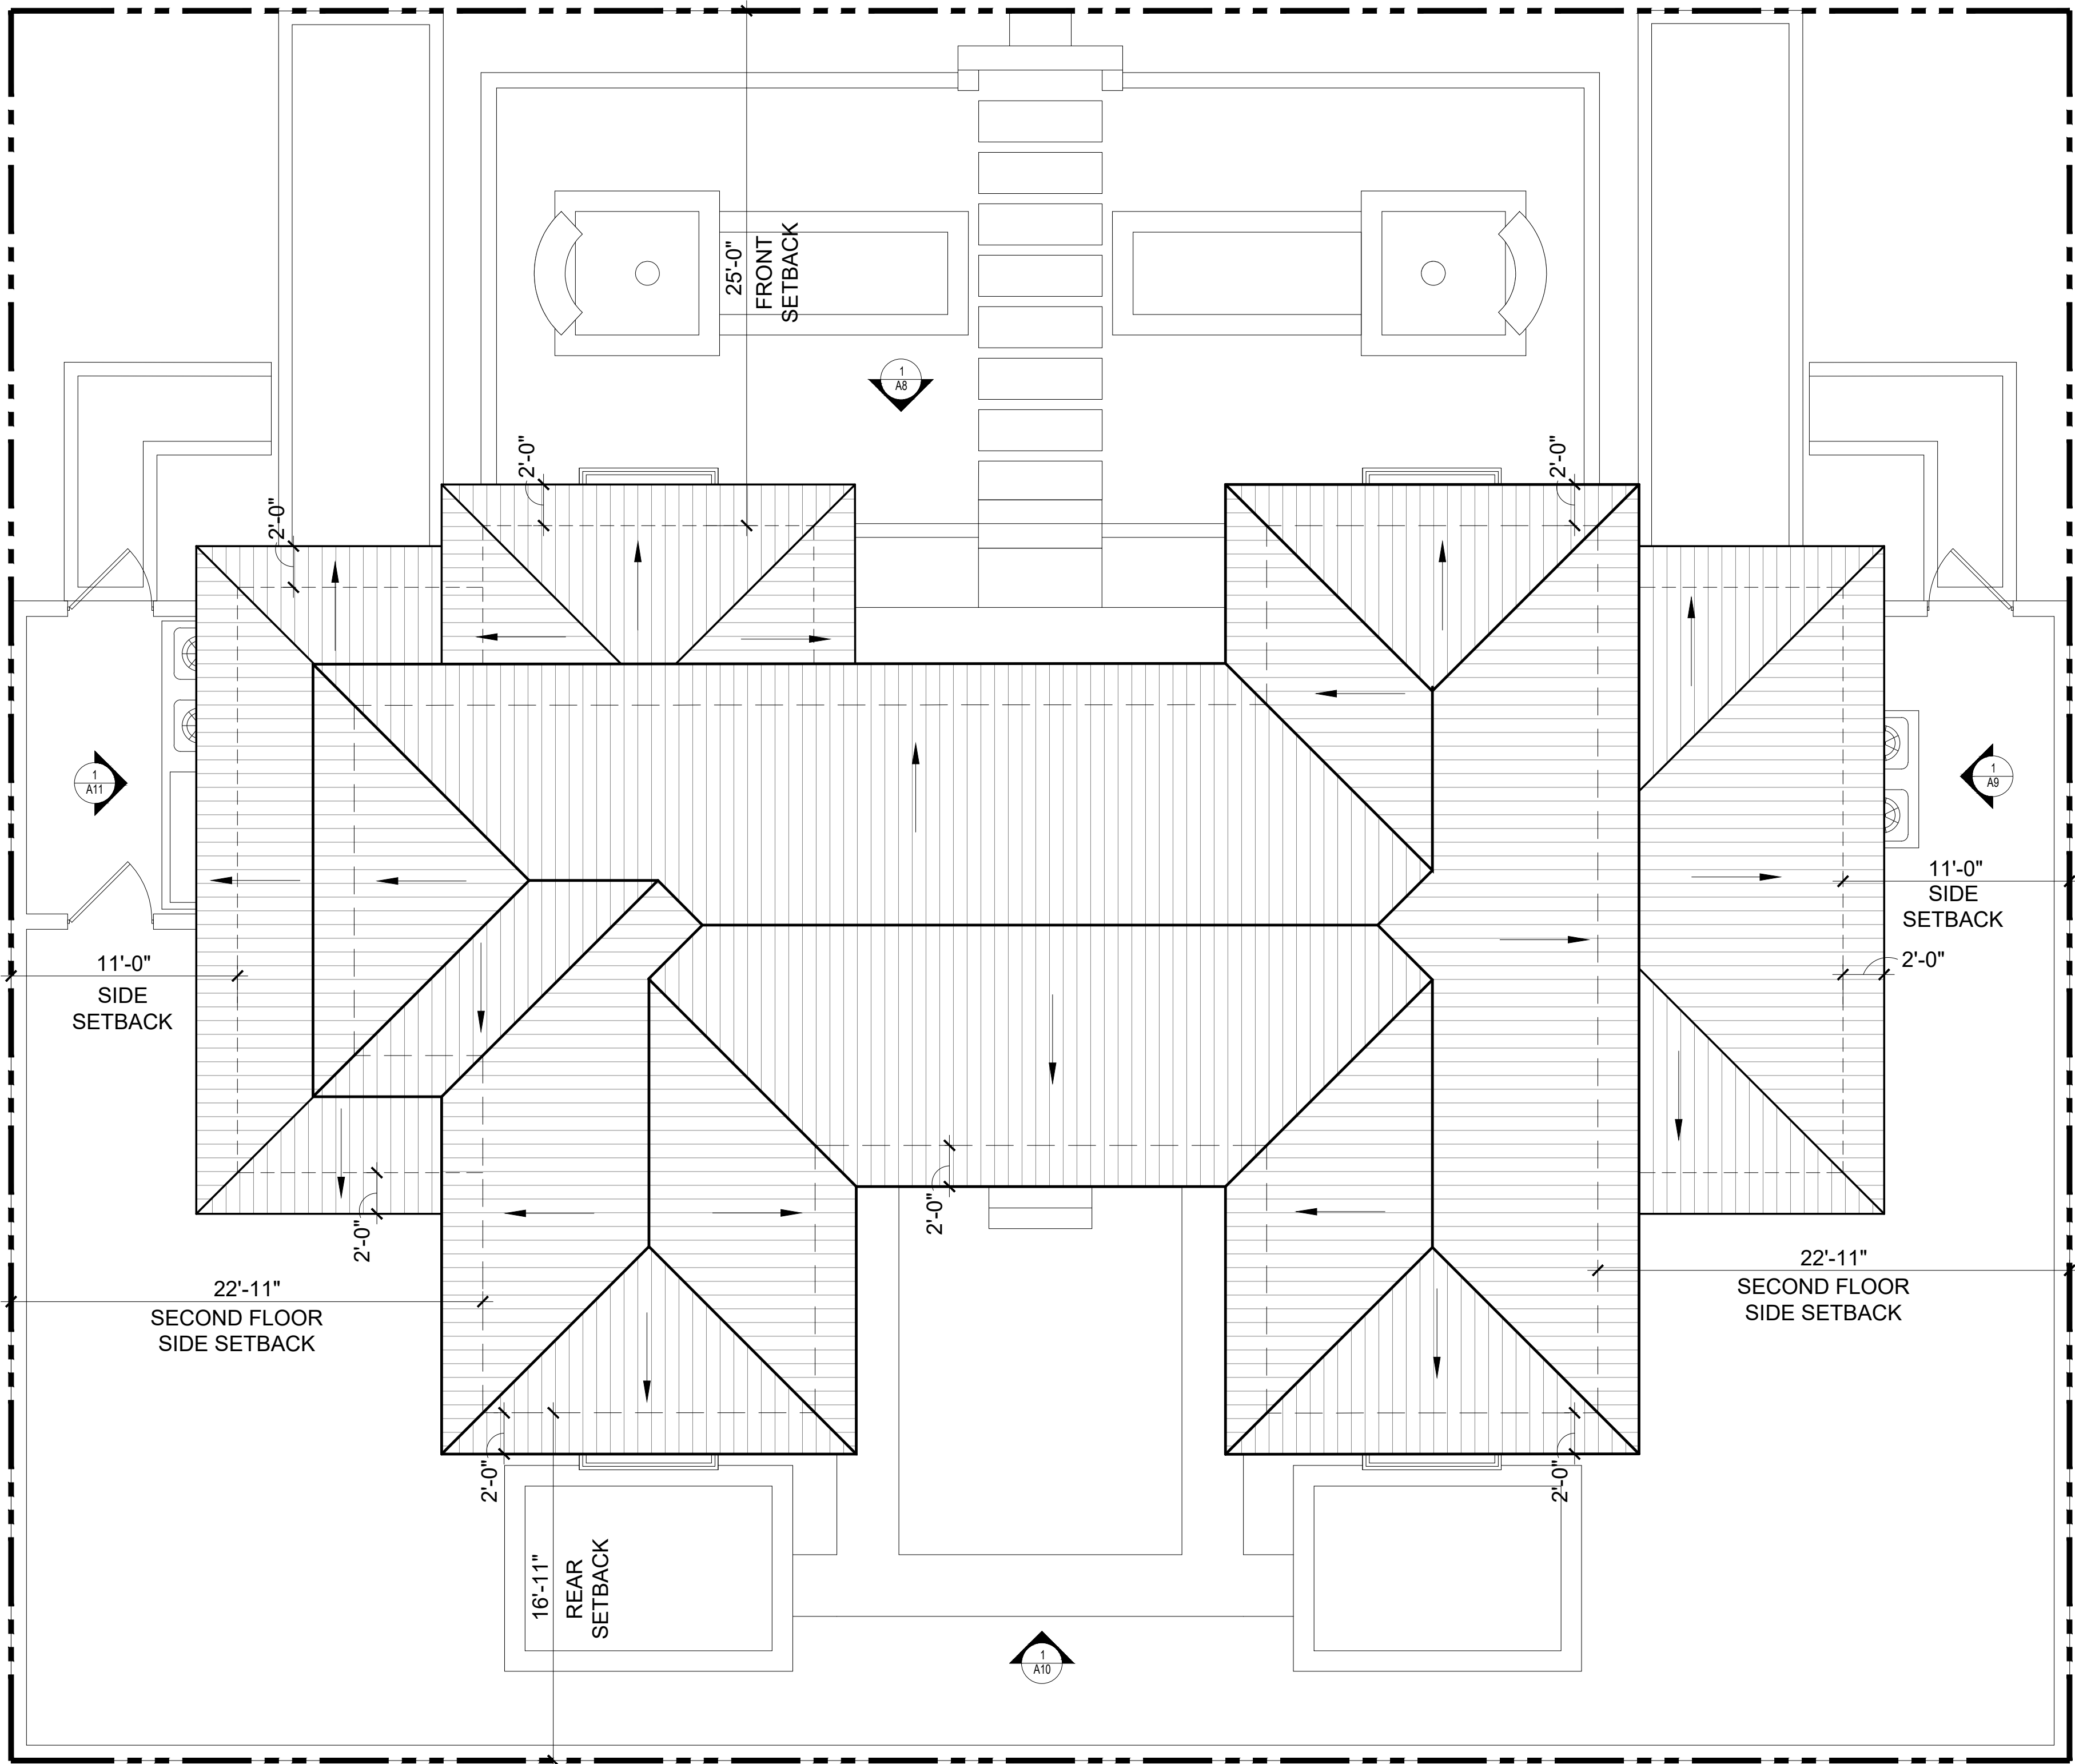 25'-0"
FRONT
SETBACK
1
A8
2'-0"
2'-0"
2'-0"
1
A11
1
A9
11'-0"
SIDE
SETBACK
2'-0"
11'-0"
SIDE
SETBACK
2'-0"
2'-0"
22'-11"
SECOND FLOOR
SIDE SETBACK
22'-11"
SECOND FLOOR
SIDE SETBACK
2'-0"
2'-0"
16'-11"
REAR
SETBACK
1
A10